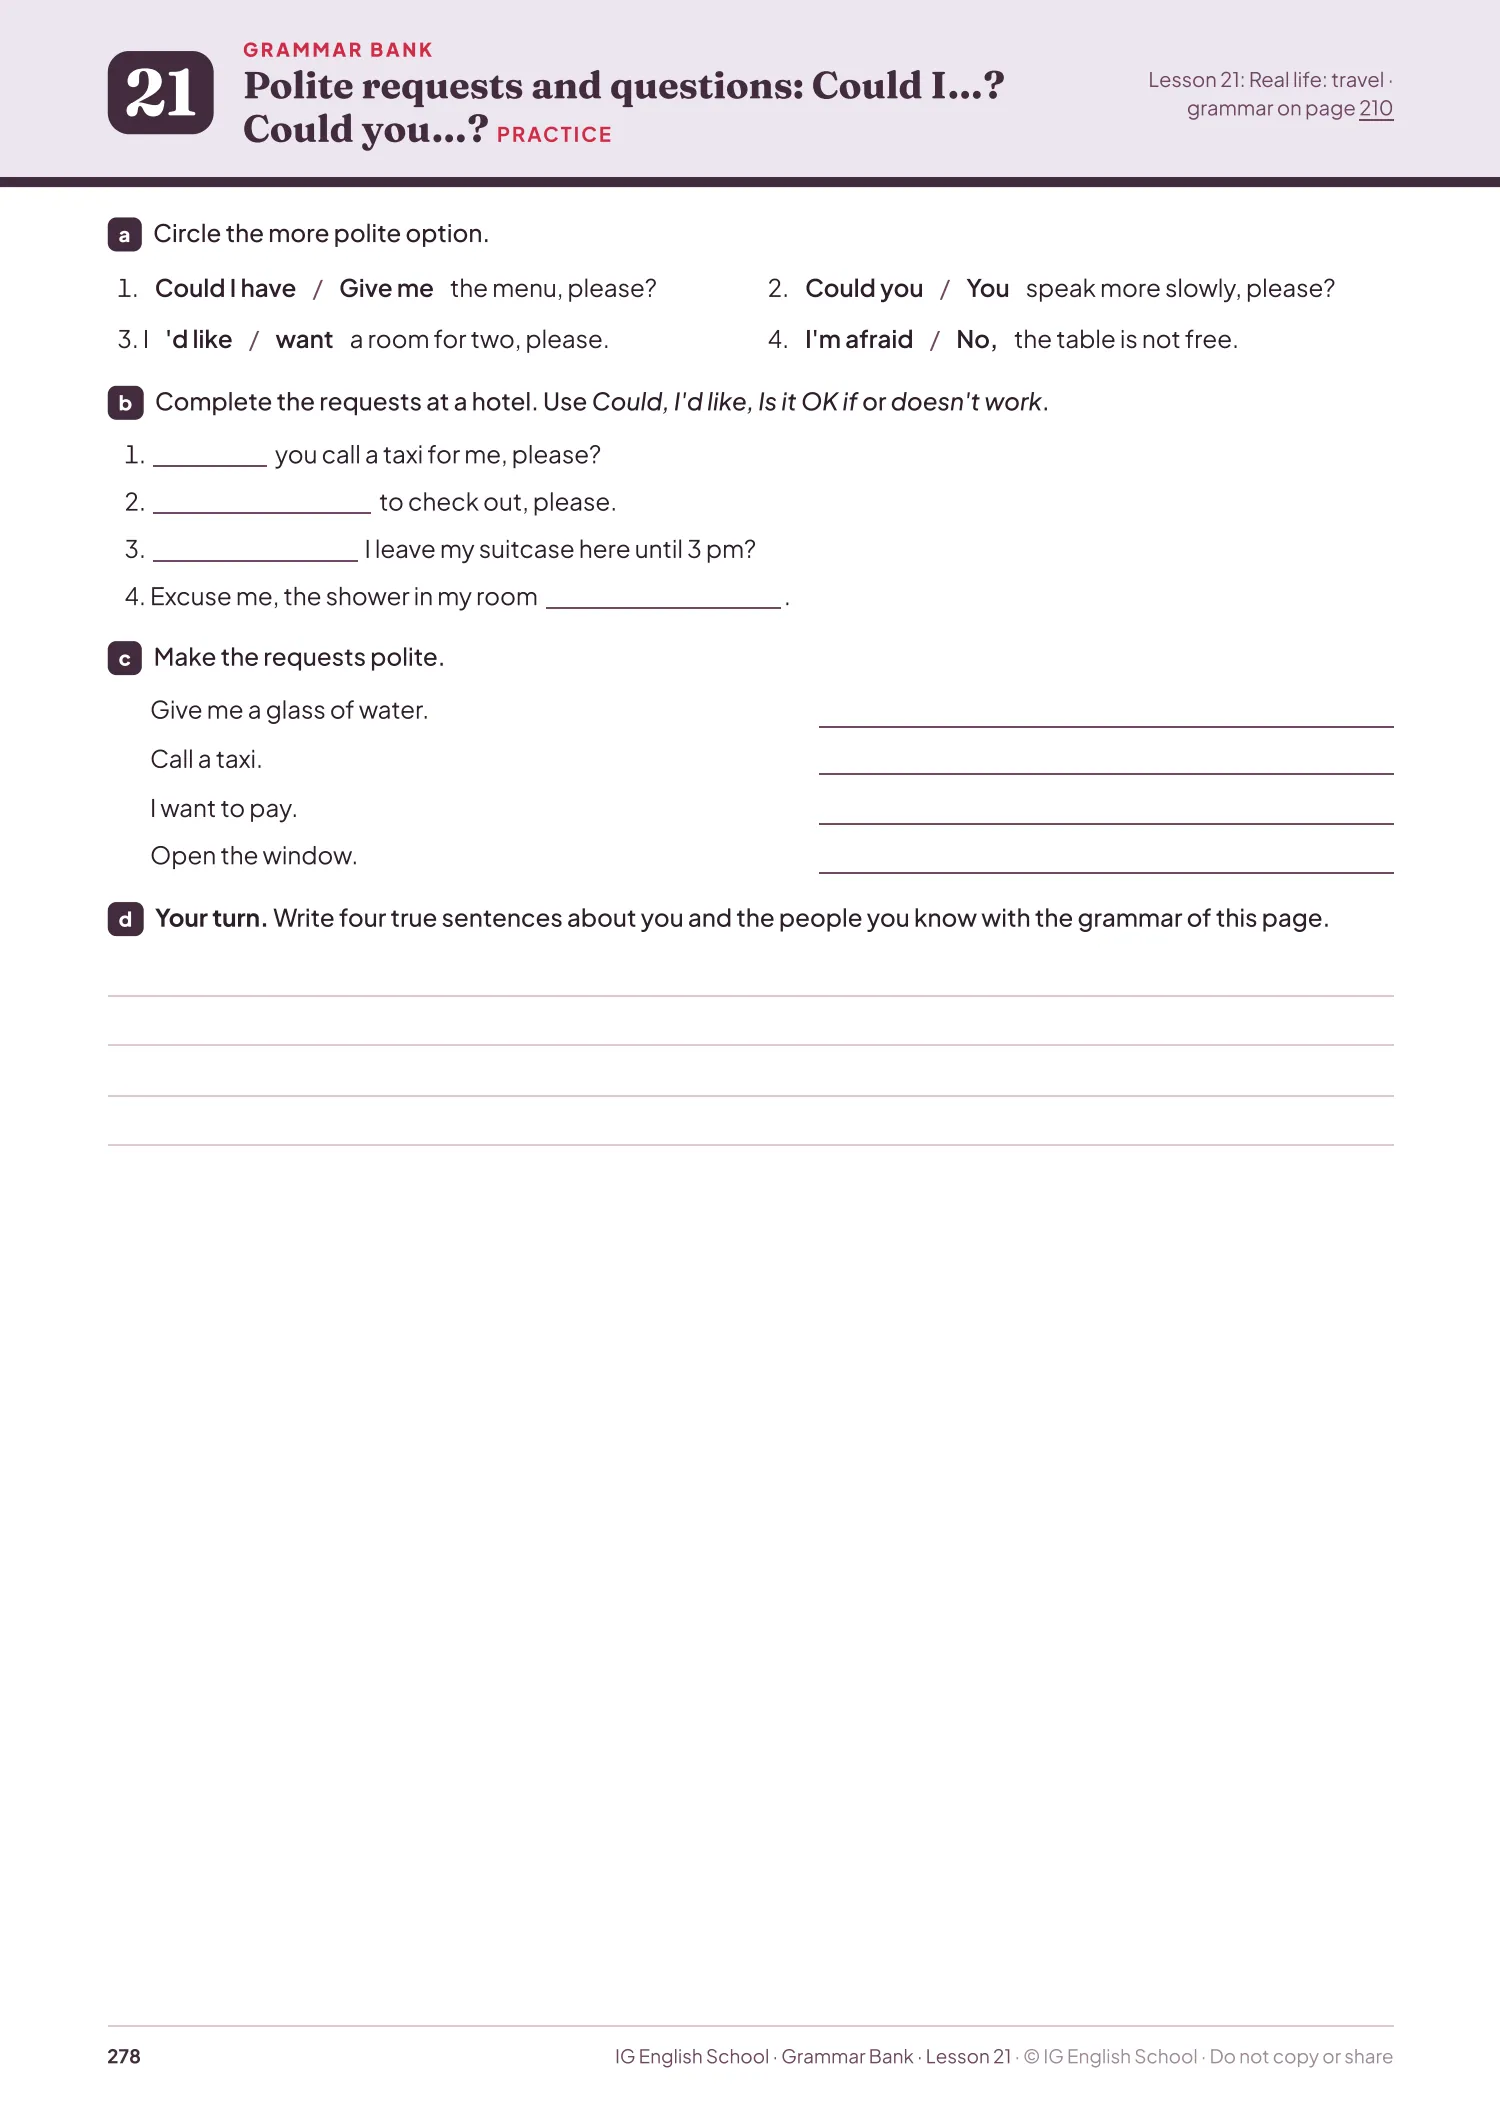 21
GRAMMAR BANK
Polite requests and questions: Could I...?
Could you...? PRACTICE
Lesson 21: Real life: travel ·
grammar on page 210
a Circle the more polite option.
1. Could I have / Give me the menu, please?
2. Could you / You speak more slowly, please?
3. I 'd like / want a room for two, please.
4. I'm afraid / No, the table is not free.
b Complete the requests at a hotel. Use Could, I'd like, Is it OK if or doesn't work.
1. ________ you call a taxi for me, please?
2. ________________ to check out, please.
3. ________________ I leave my suitcase here until 3 pm?
4. Excuse me, the shower in my room ________________.
c Make the requests polite.
Give me a glass of water.
Call a taxi.
I want to pay.
Open the window.
d Your turn. Write four true sentences about you and the people you know with the grammar of this page.
278
IG English School · Grammar Bank · Lesson 21 · © IG English School · Do not copy or share